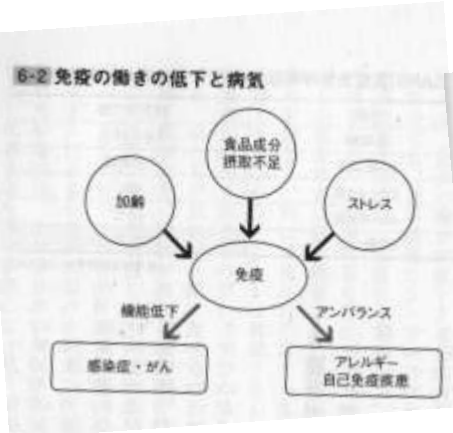 6-2 免疫の働きの低下と病気
食品成分
摂取不足
加齢
ストレス
免疫
機能低下
アンバランス
感染症・がん
アレルギー
自己免疫疾患